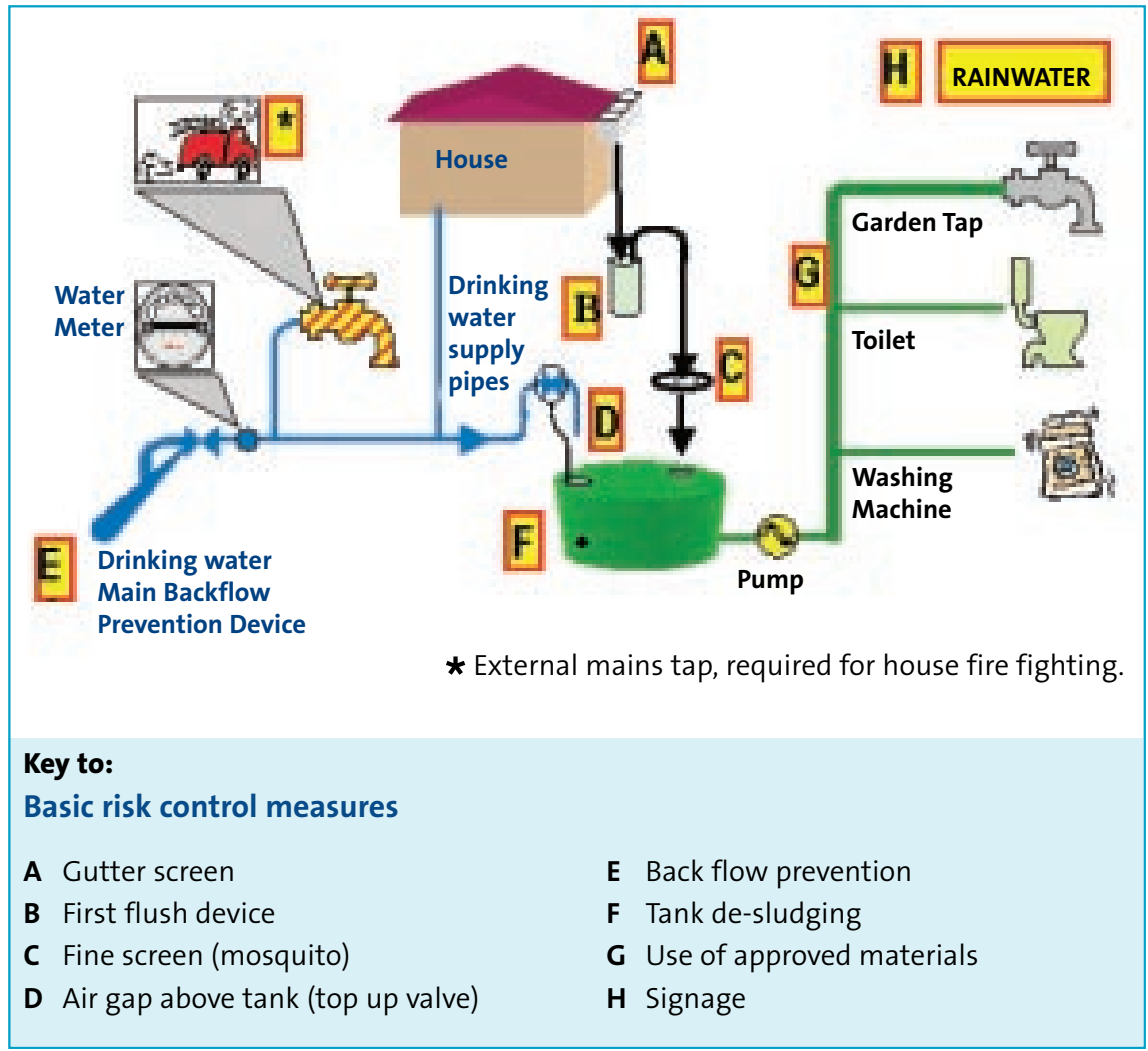 A
H RAINWATER
*
House
Garden Tap
G
Water
Meter
Drinking
water
supply
pipes
B
Toilet
C
D
Washing
Machine
F
E
Drinking water
Main Backflow
Prevention Device
Pump
* External mains tap, required for house fire fighting.
Key to:
Basic risk control measures
A Gutter screen
B First flush device
C Fine screen (mosquito)
D Air gap above tank (top up valve)
E Back flow prevention
F Tank de-sludging
G Use of approved materials
H Signage